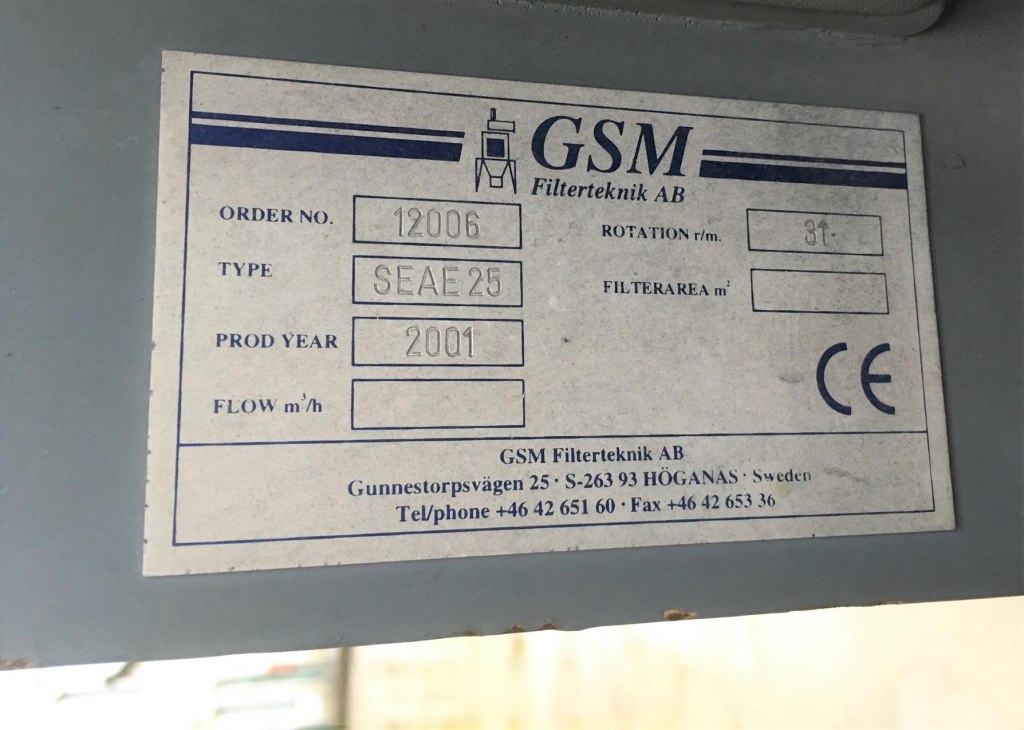 GSM
Filterteknik AB
ORDER NO. 12006
ROTATION r/m. 31
TYPE SEAE 25
FILTERAREA m²
PROD YEAR 2001
FLOW m³/h
CE
GSM Filterteknik AB
Gunnestorpsvägen 25 · S-263 93 HÖGANÄS · Sweden
Tel/phone +46 42 651 60 · Fax +46 42 653 36